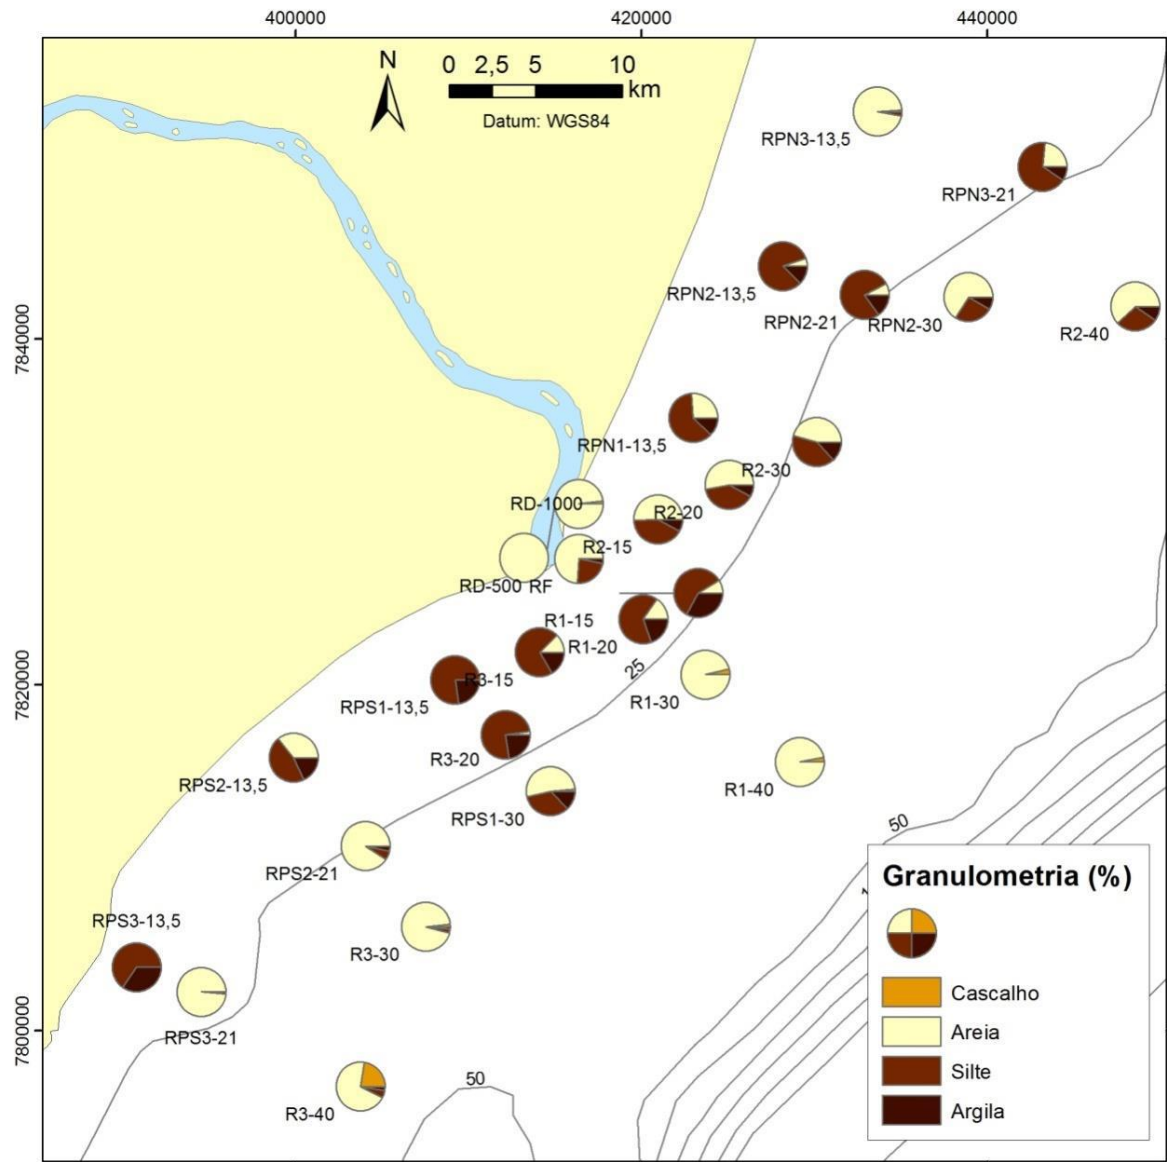 400000 420000 440000
N
0 2,5 5 10
km
Datum: WGS84
RPN3-13,5
RPN3-21
RPN2-13,5
RPN2-21
RPN2-30
R2-40
7840000
RPN1-13,5
R2-30
RD-1000
R2-20
R2-15
RD-500 RF
R1-15
R1-20
25
R3-15
7820000
RPS1-13,5
R1-30
R3-20
RPS2-13,5
R1-40
RPS1-30
50
RPS2-21
RPS3-13,5
R3-30
7800000
RPS3-21
50
R3-40
Granulometria (%)
Cascalho
Areia
Silte
Argila